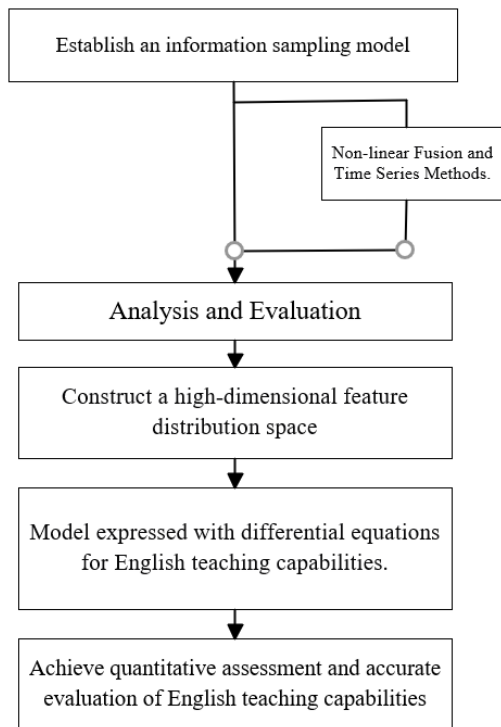 Establish an information sampling model
Non-linear Fusion and
Time Series Methods.
Analysis and Evaluation
Construct a high-dimensional feature
distribution space
Model expressed with differential equations
for English teaching capabilities.
Achieve quantitative assessment and accurate
evaluation of English teaching capabilities